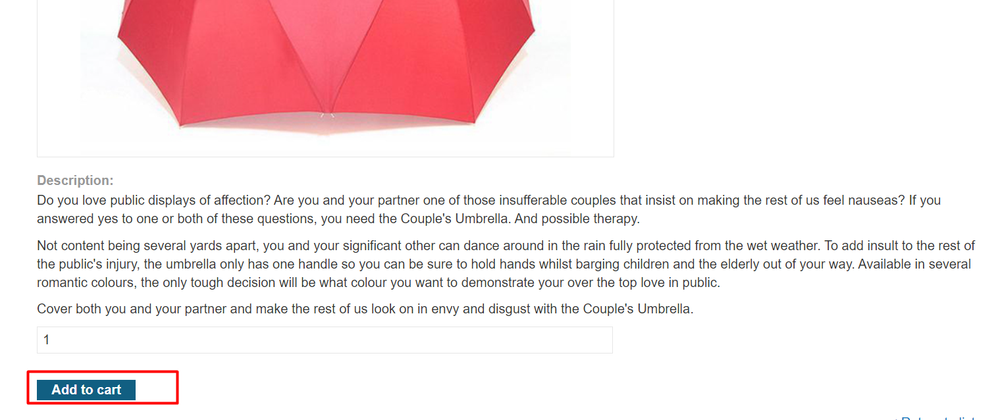 Description:
Do you love public displays of affection? Are you and your partner one of those insufferable couples that insist on making the rest of us feel nauseas? If you
answered yes to one or both of these questions, you need the Couple's Umbrella. And possible therapy.
Not content being several yards apart, you and your significant other can dance around in the rain fully protected from the wet weather. To add insult to the rest of
the public's injury, the umbrella only has one handle so you can be sure to hold hands whilst barging children and the elderly out of your way. Available in several
romantic colours, the only tough decision will be what colour you want to demonstrate your over the top love in public.
Cover both you and your partner and make the rest of us look on in envy and disgust with the Couple's Umbrella.
1
Add to cart